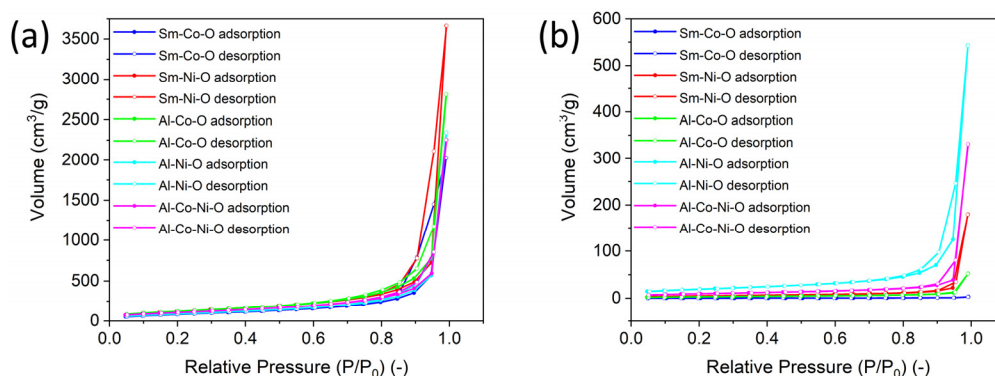 (a)
Sm-Co-O adsorption
Sm-Co-O desorption
Sm-Ni-O adsorption
Sm-Ni-O desorption
Al-Co-O adsorption
Al-Co-O desorption
Al-Ni-O adsorption
Al-Ni-O desorption
Al-Co-Ni-O adsorption
Al-Co-Ni-O desorption
Volume (cm³/g)
3500
3000
2500
2000
1500
1000
500
0
0.0 0.2 0.4 0.6 0.8 1.0
Relative Pressure (P/P₀) (-)
(b)
Sm-Co-O adsorption
Sm-Co-O desorption
Sm-Ni-O adsorption
Sm-Ni-O desorption
Al-Co-O adsorption
Al-Co-O desorption
Al-Ni-O adsorption
Al-Ni-O desorption
Al-Co-Ni-O adsorption
Al-Co-Ni-O desorption
Volume (cm³/g)
600
500
400
300
200
100
0
0.0 0.2 0.4 0.6 0.8 1.0
Relative Pressure (P/P₀) (-)